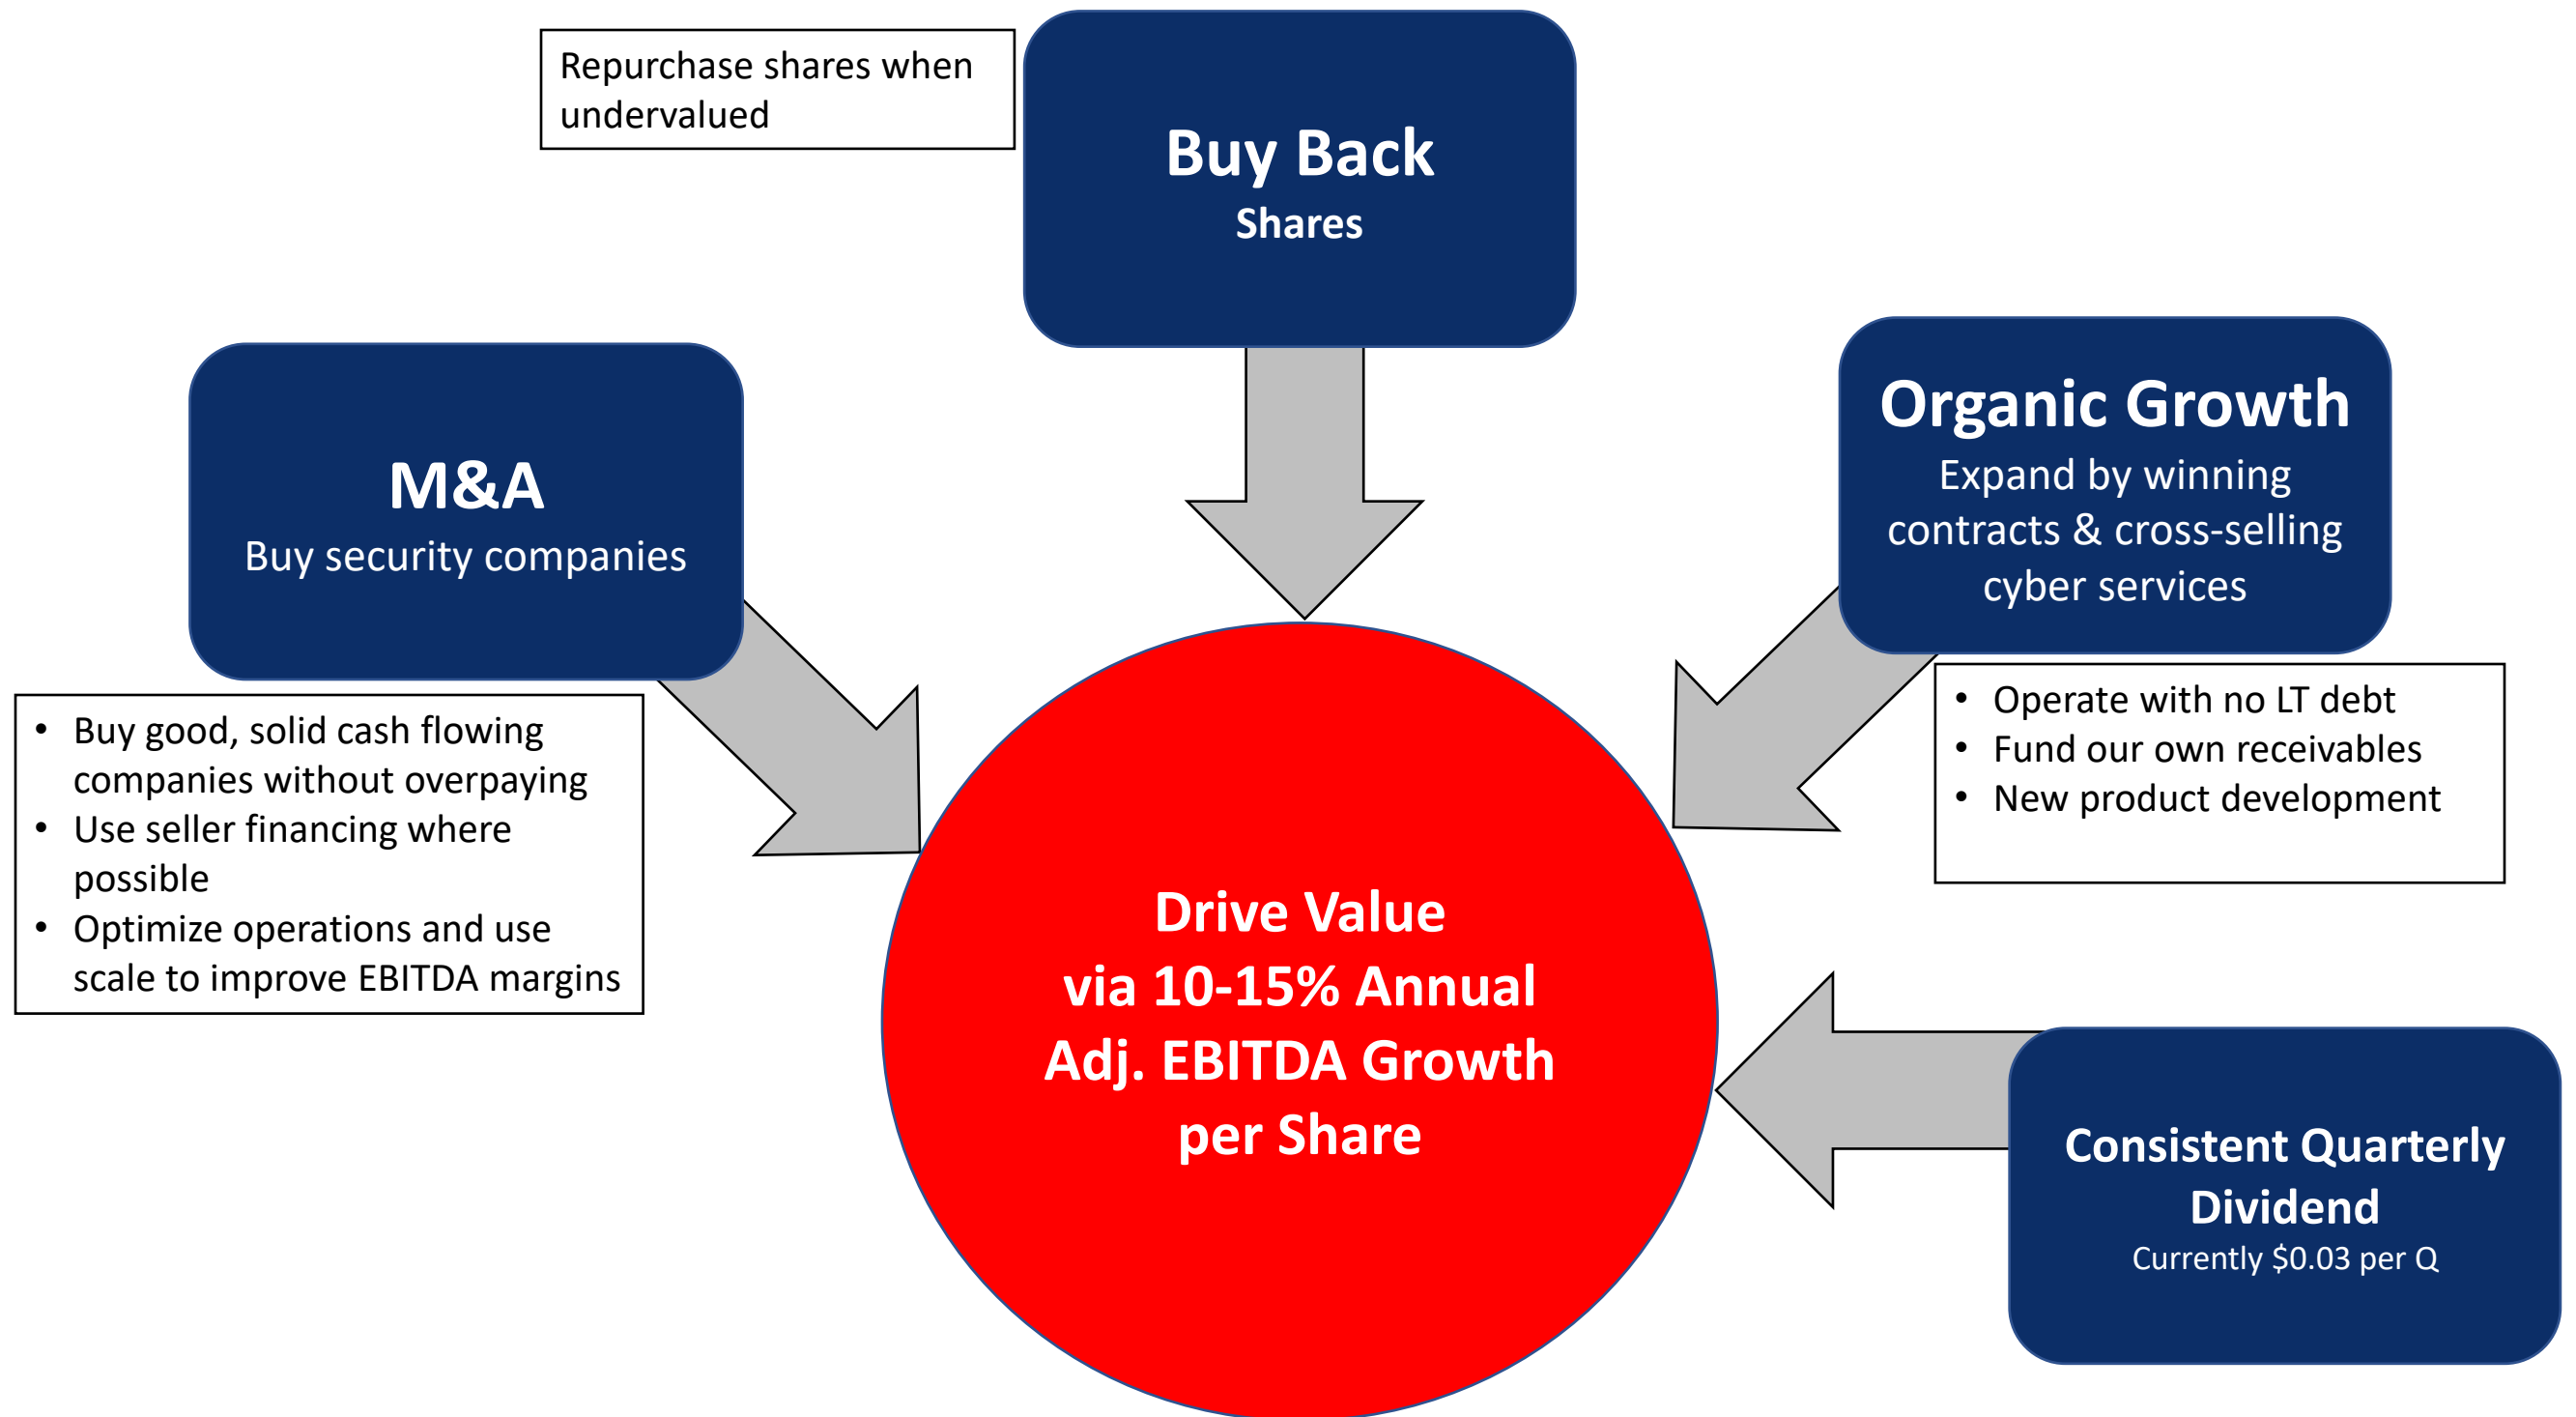 Repurchase shares when
undervalued
Buy Back
Shares
M&A
Buy security companies
Organic Growth
Expand by winning
contracts & cross-selling
cyber services
• Buy good, solid cash flowing
companies without overpaying
• Use seller financing where
possible
• Optimize operations and use
scale to improve EBITDA margins
• Operate with no LT debt
• Fund our own receivables
• New product development
Drive Value
via 10-15% Annual
Adj. EBITDA Growth
per Share
Consistent Quarterly
Dividend
Currently $0.03 per Q